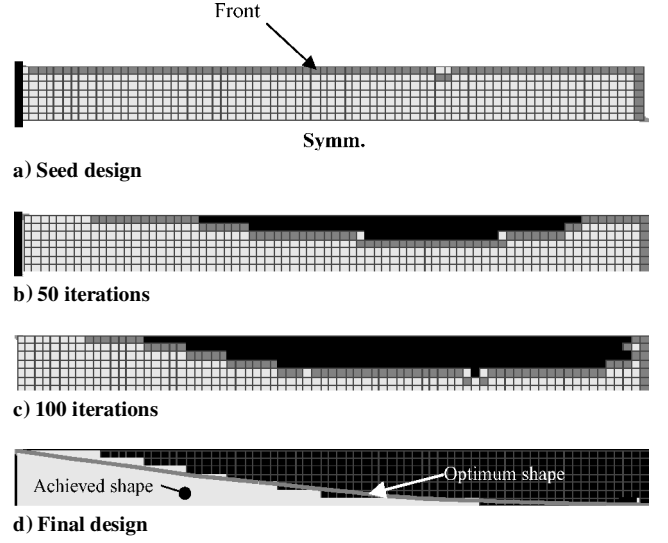 Front
Symm.
a) Seed design
b) 50 iterations
c) 100 iterations
Optimum shape
Achieved shape
d) Final design